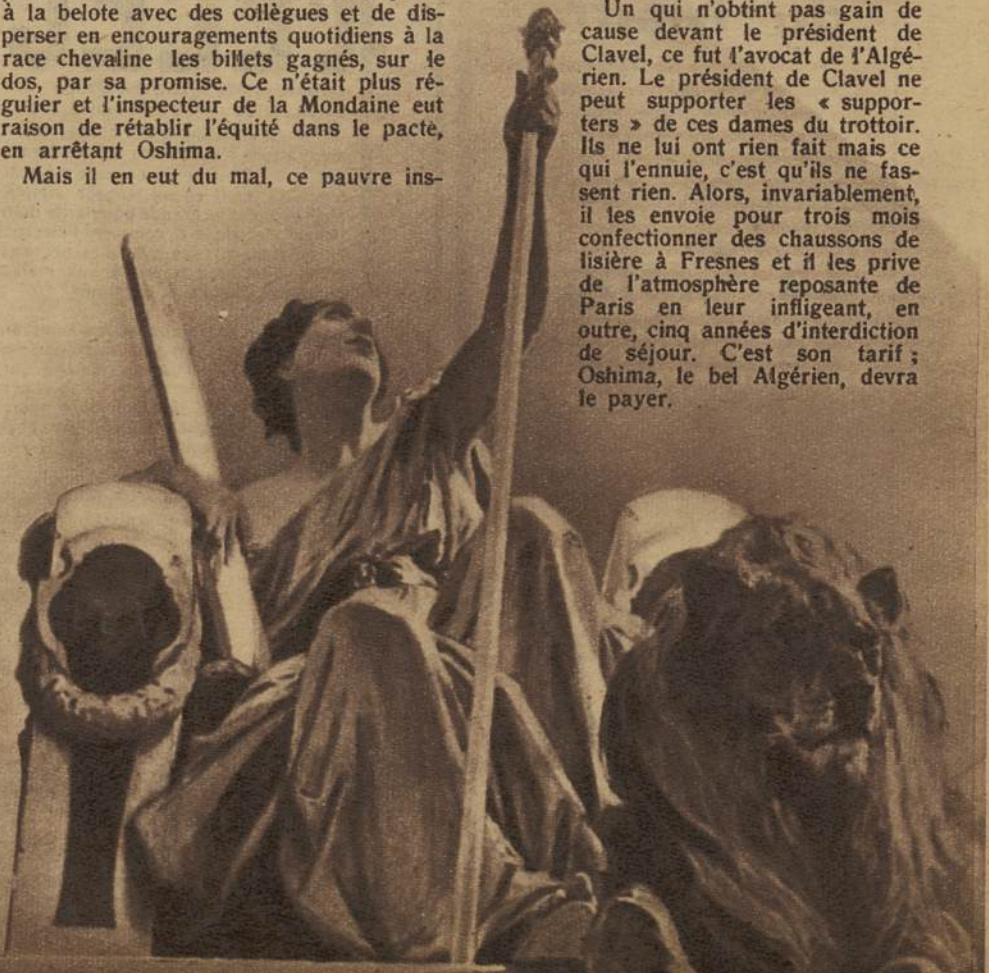 à la belote avec des collègues et de dis-
perser en encouragements quotidiens à la
race chevaline les billets gagnés, sur le
dos, par sa promise. Ce n'était plus ré-
gulier et l'inspecteur de la Mondaine eut
raison de rétablir l'équité dans le pacte,
en arrêtant Oshima.
Mais il en eut du mal, ce pauvre ins-
Un qui n'obtint pas gain de
cause devant le président de
Clavel, ce fut l'avocat de l'Algé-
rien. Le président de Clavel ne
peut supporter les « suppor-
ters » de ces dames du trottoir.
Ils ne lui ont rien fait mais ce
qui l'ennuie, c'est qu'ils ne fas-
sent rien. Alors, invariablement,
il les envoie pour trois mois
confectionner des chaussons de
lisière à Fresnes et il les prive
de l'atmosphère reposante de
Paris en leur infligeant, en
outre, cinq années d'interdiction
de séjour. C'est son tarif ;
Oshima, le bel Algérien, devra
le payer.